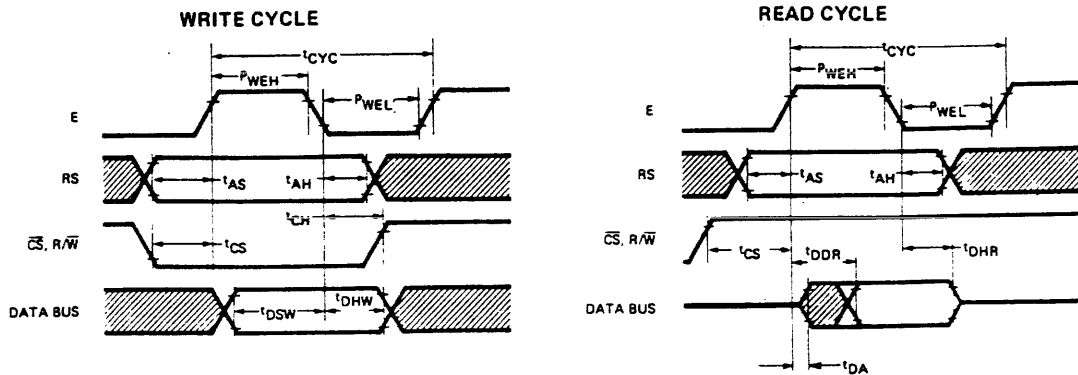 WRITE CYCLE
tCYC
PWEH
PWEL
E
RS
tAS
tAH
tCH
CS, R/W
tCS
DATA BUS
tDSW
tDHW
READ CYCLE
tCYC
PWEH
PWEL
E
RS
tAS
tAH
CS, R/W
tCS
tDDR
tDHR
DATA BUS
tDA